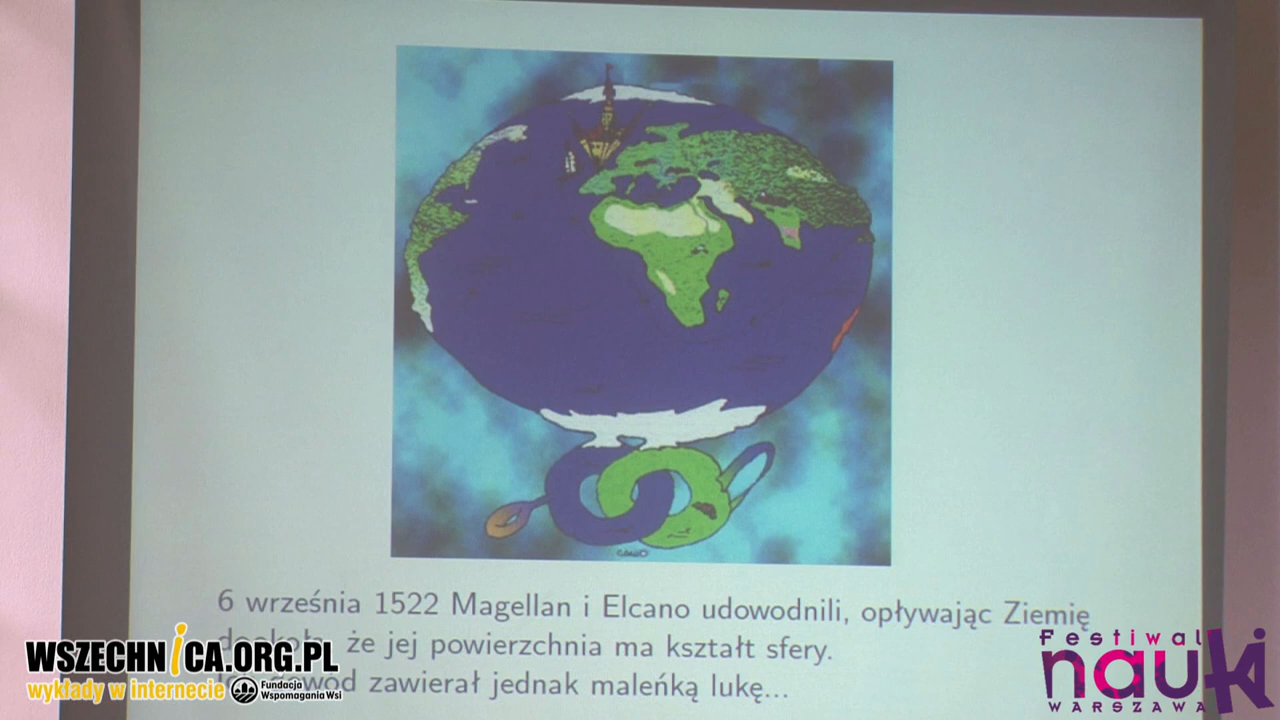 6 września 1522 Magellan i Elcano udowodnili, opływając Ziemię
że jej powierzchnia ma kształt sfery.
zawierał jednak maleńką lukę...
WSZECHNICA.ORG.PL
wykłady w internecie
Fundacja
Wspomagania Wsi
Festiwal
nauki
WARSZAWA